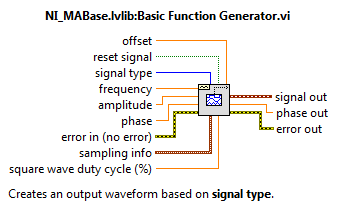 NI_MABase.lvlib:Basic Function Generator.vi
offset
reset signal
signal type
frequency
amplitude
phase
error in (no error)
sampling info
square wave duty cycle (%)
signal out
phase out
error out
Creates an output waveform based on signal type.